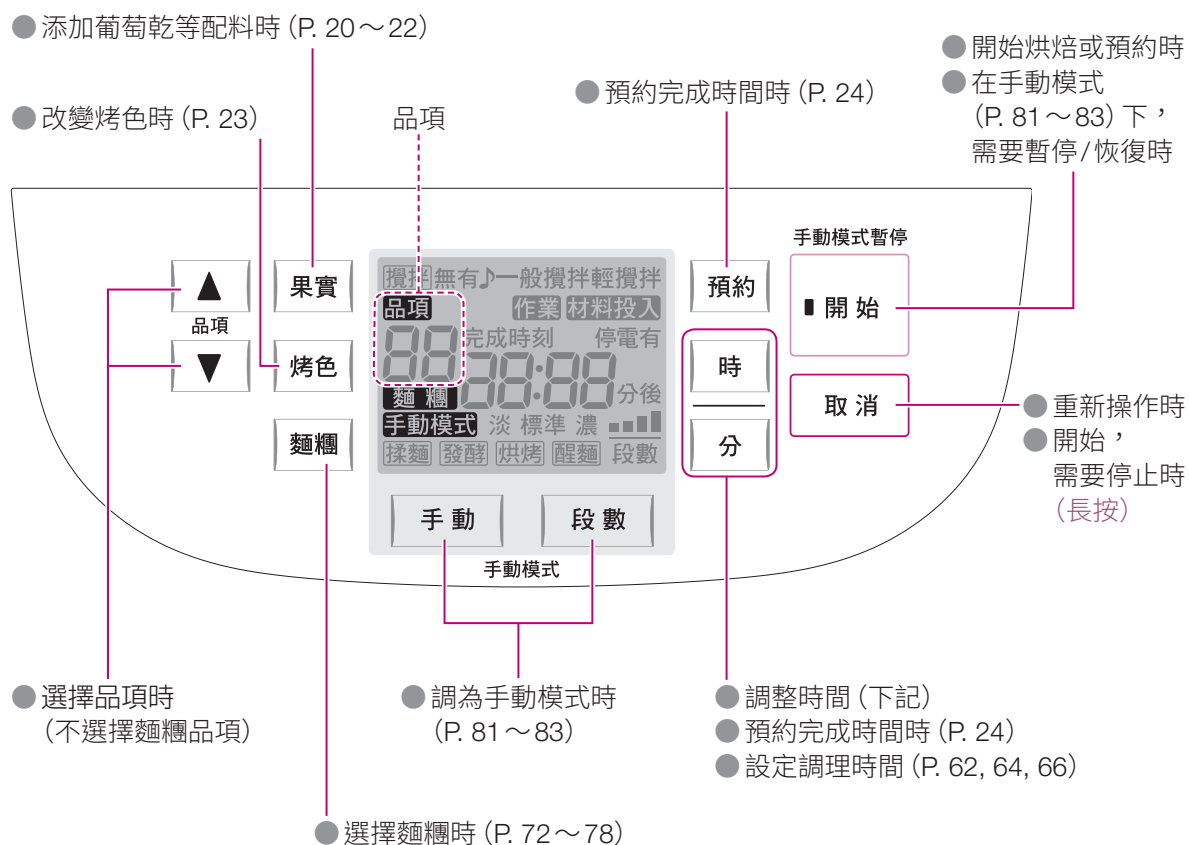 ●添加葡萄乾等配料時 (P. 20～22)
●改變烤色時 (P. 23)
品項
●預約完成時間時 (P. 24)
●開始烘焙或預約時
●在手動模式
(P. 81～83) 下，
需要暫停/恢復時
手動模式暫停
▲
品項
▼
果實
烤色
麵糰
攪拌 無 有♪ 一般攪拌 輕攪拌
品項 作業 材料投入
88 完成時刻 停電有
88:88 分後
麵糰
手動模式 淡 標準 濃
揉麵 發酵 烘烤 醒麵 段數
手動
段數
手動模式
預約
時
分
開始
取消
●重新操作時
●開始，
需要停止時
（長按）
●選擇品項時
（不選擇麵糰品項）
●調為手動模式時
(P. 81～83)
●調整時間（下記）
●預約完成時間時 (P. 24)
●設定調理時間 (P. 62, 64, 66)
●選擇麵糰時 (P. 72～78)